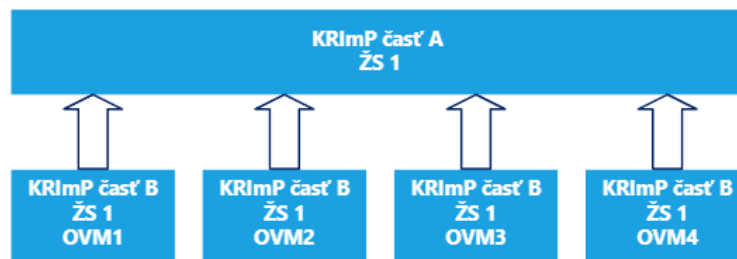 KRImP časť A
ŽS 1
KRImP časť B
ŽS 1
OVM1
KRImP časť B
ŽS 1
OVM2
KRImP časť B
ŽS 1
OVM3
KRImP časť B
ŽS 1
OVM4